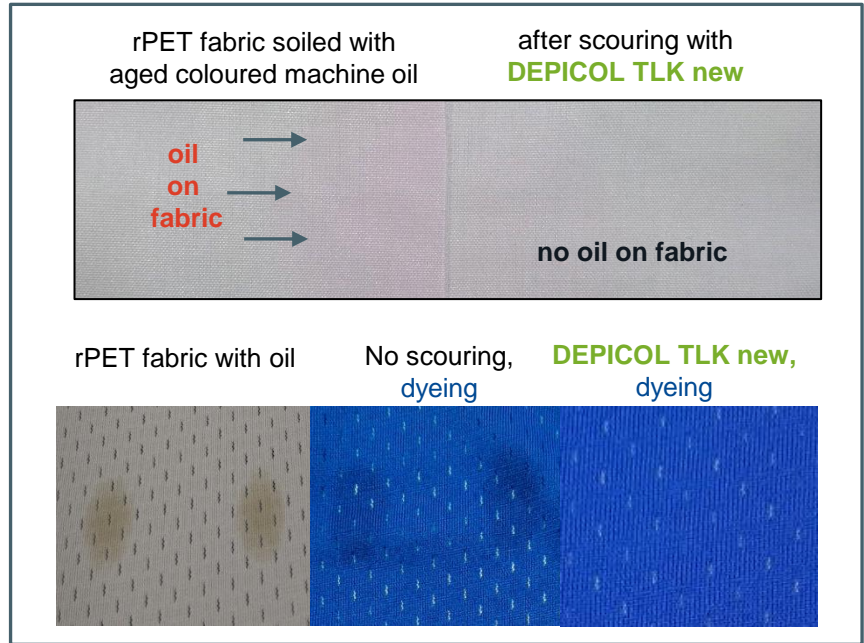 rPET fabric soiled with
aged coloured machine oil
after scouring with
DEPICOL TLK new
oil
on
fabric
no oil on fabric
rPET fabric with oil
No scouring,
dyeing
DEPICOL TLK new,
dyeing